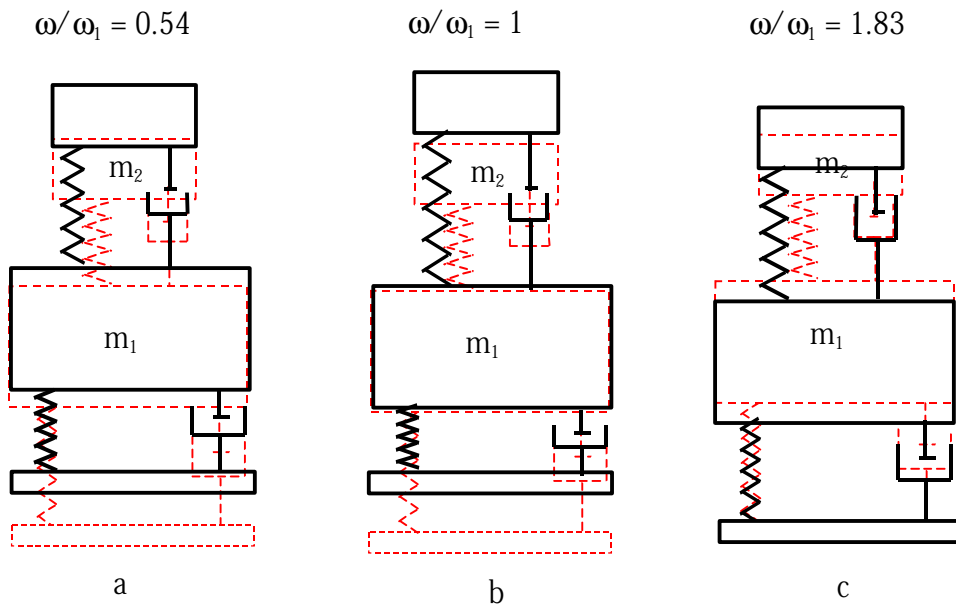 ω/ω₁ = 0.54
ω/ω₁ = 1
ω/ω₁ = 1.83
m₂
m₂
m₂
m₁
m₁
m₁
a
b
c